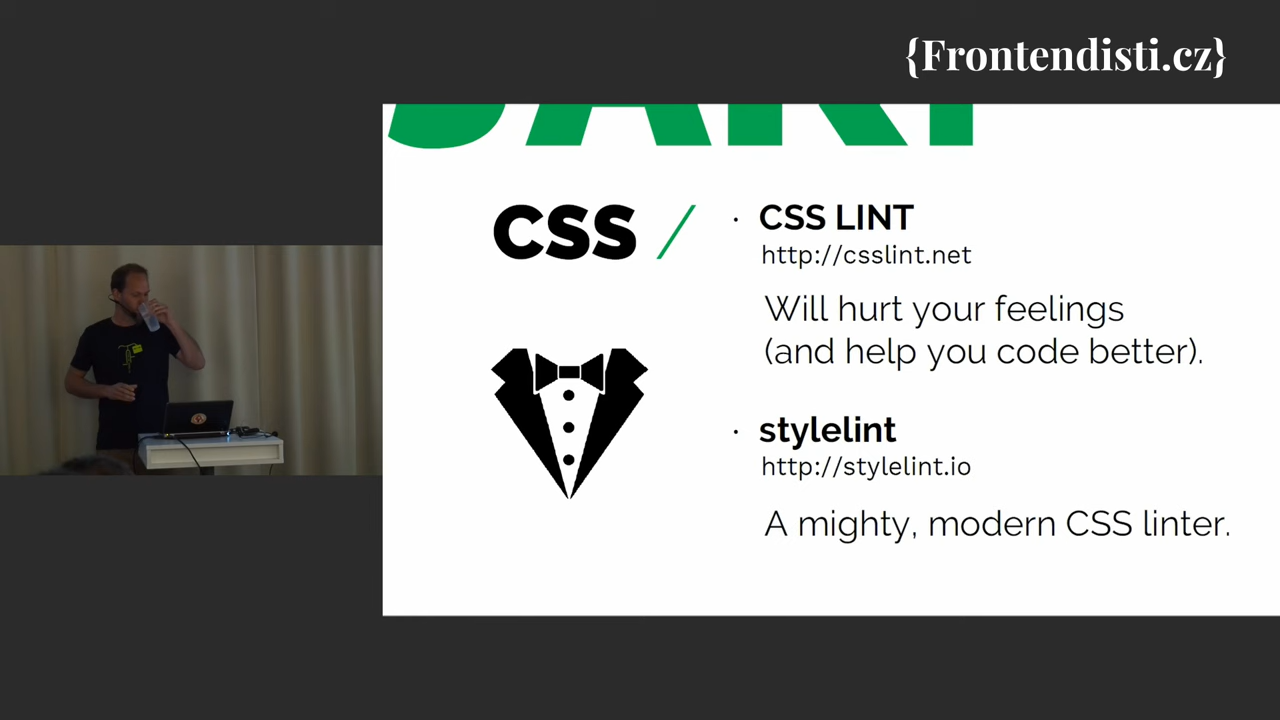 {Frontendisti.cz}
CSS /
· CSS LINT
http://csslint.net
Will hurt your feelings
(and help you code better).
· stylelint
http://stylelint.io
A mighty, modern CSS linter.